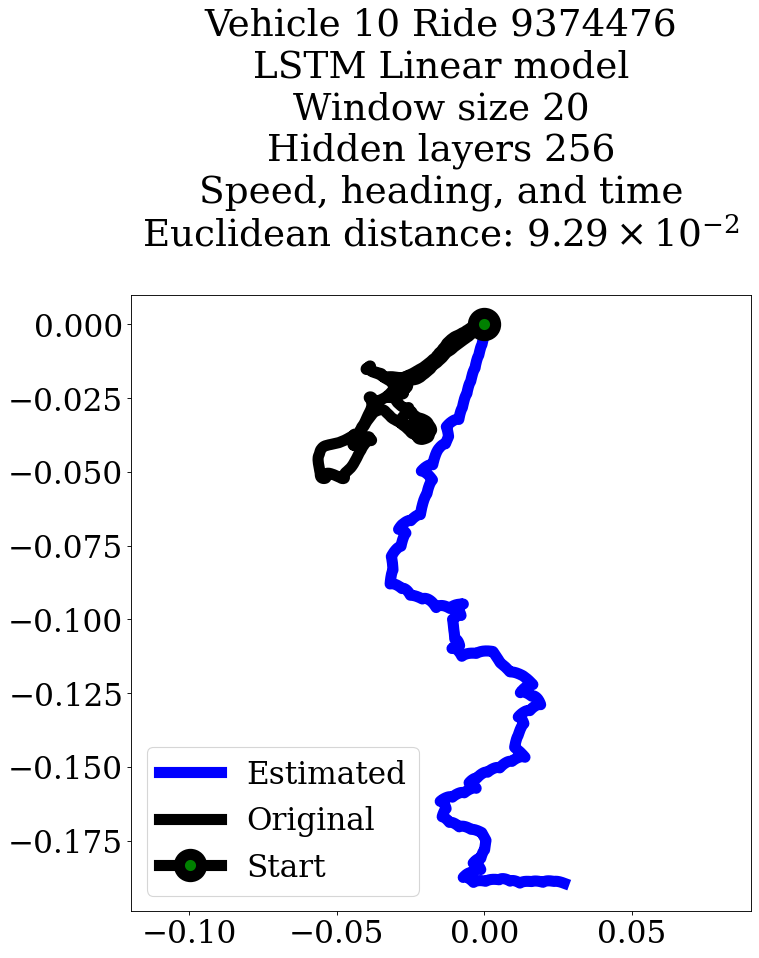 Vehicle 10 Ride 9374476
LSTM Linear model
Window size 20
Hidden layers 256
Speed, heading, and time
Euclidean distance: 9.29 × 10⁻²
0.000
−0.025
−0.050
−0.075
−0.100
−0.125
−0.150
−0.175
Estimated
Original
Start
−0.10
−0.05
0.00
0.05